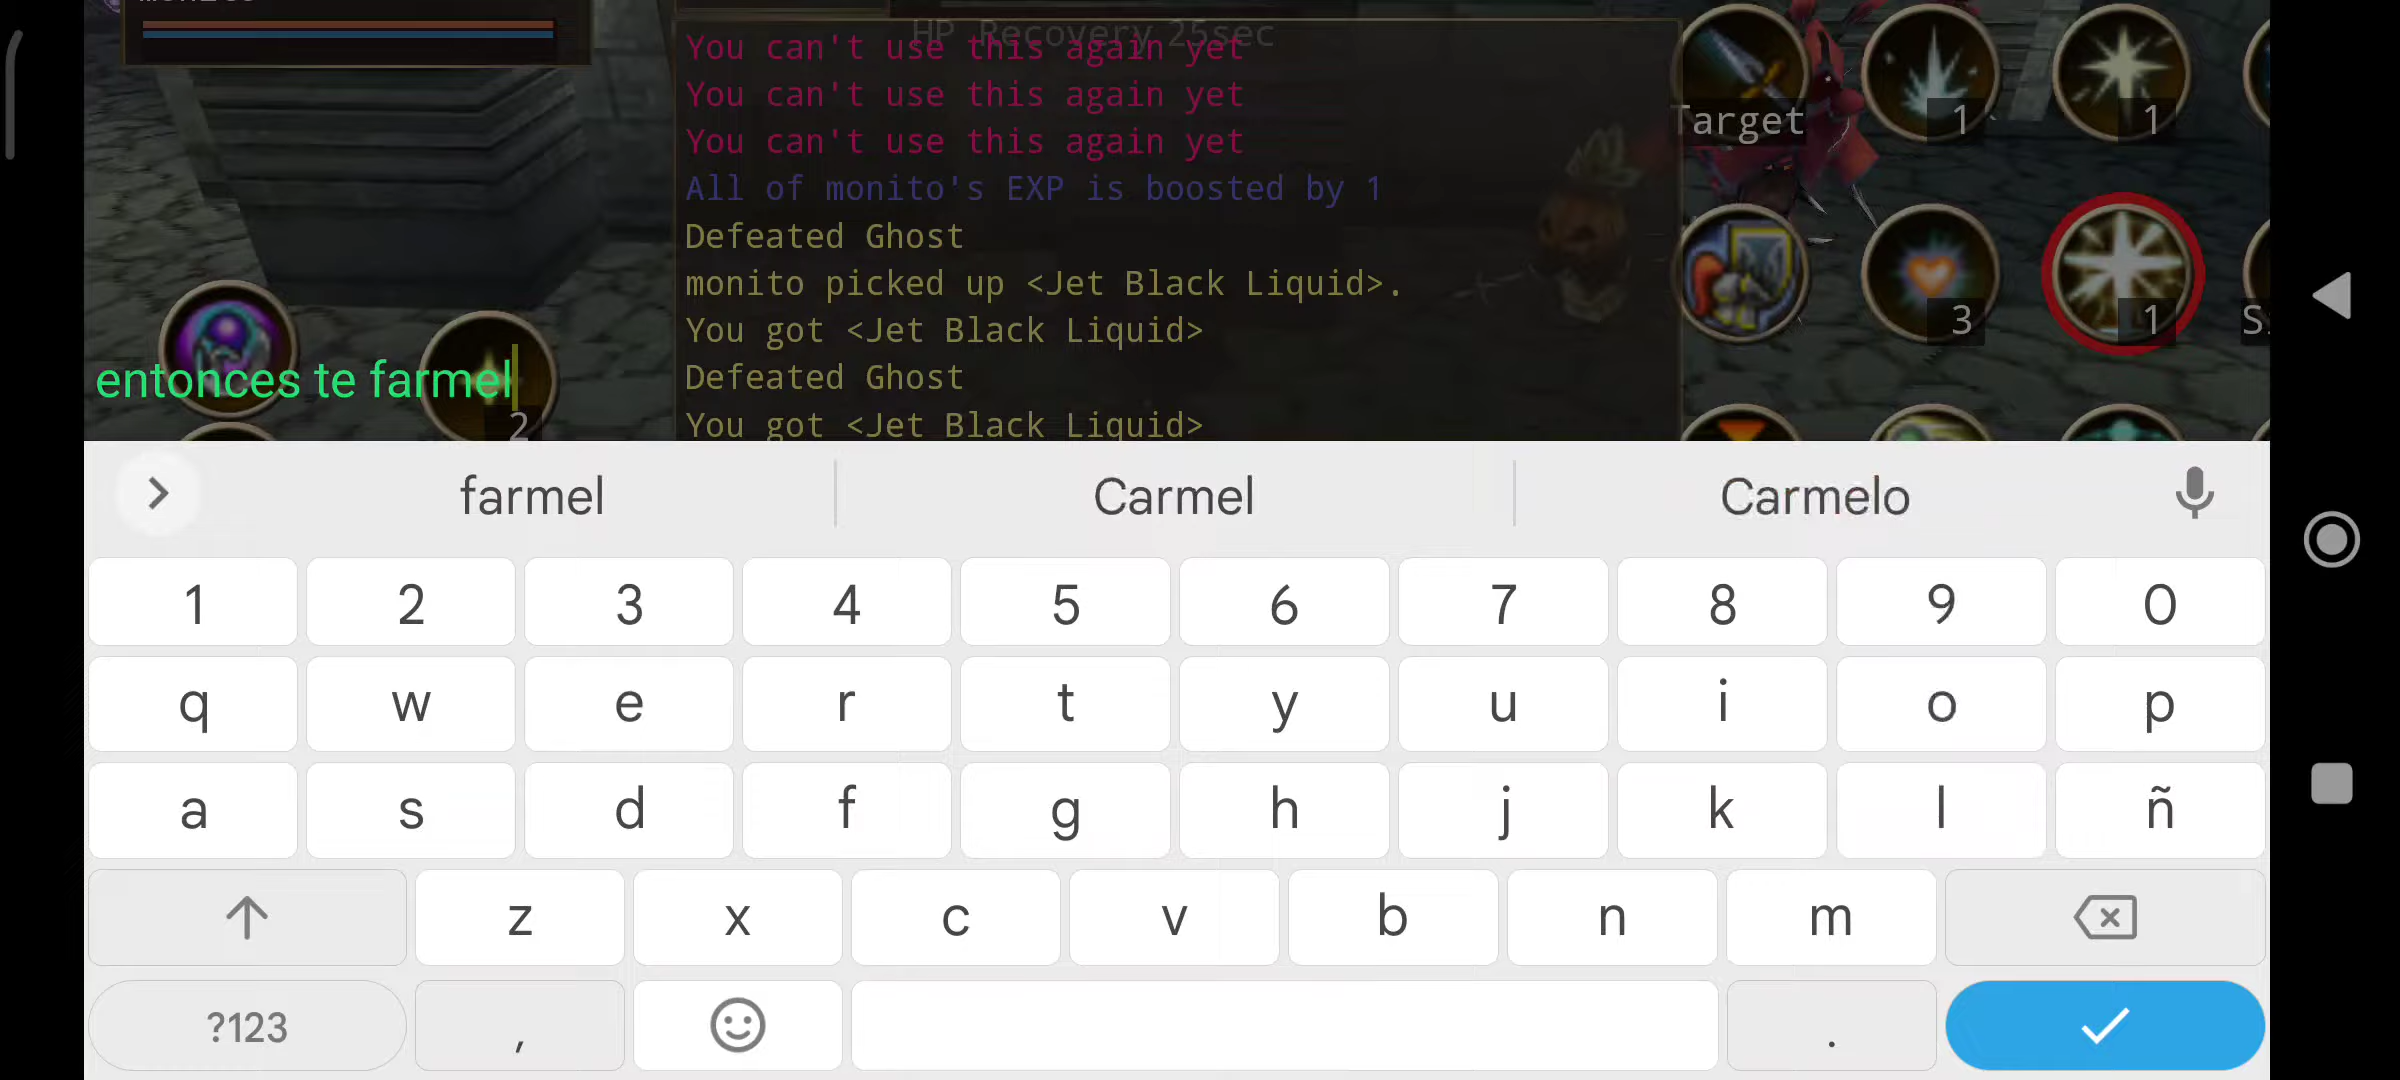 HP Recovery 25sec
You can't use this again yet
You can't use this again yet
You can't use this again yet
All of monito's EXP is boosted by 1
Defeated Ghost
monito picked up <Jet Black Liquid>.
You got <Jet Black Liquid>
Defeated Ghost
You got <Jet Black Liquid>
Target
1
1
3
1
S
entonces te farmel
2
farmel Carmel Carmelo
1 2 3 4 5 6 7 8 9 0
q w e r t y u i o p
a s d f g h j k l ñ
z x c v b n m
?123 , .